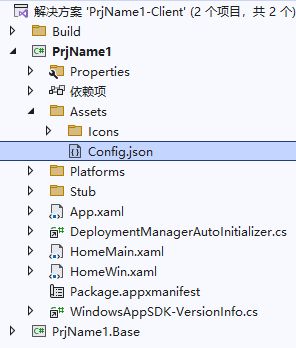 解决方案 'PrjName1-Client' (2 个项目，共 2 个)
Build
PrjName1
Properties
依赖项
Assets
Icons
Config.json
Platforms
Stub
App.xaml
DeploymentManagerAutoInitializer.cs
HomeMain.xaml
HomeWin.xaml
Package.appxmanifest
WindowsAppSDK-VersionInfo.cs
PrjName1.Base